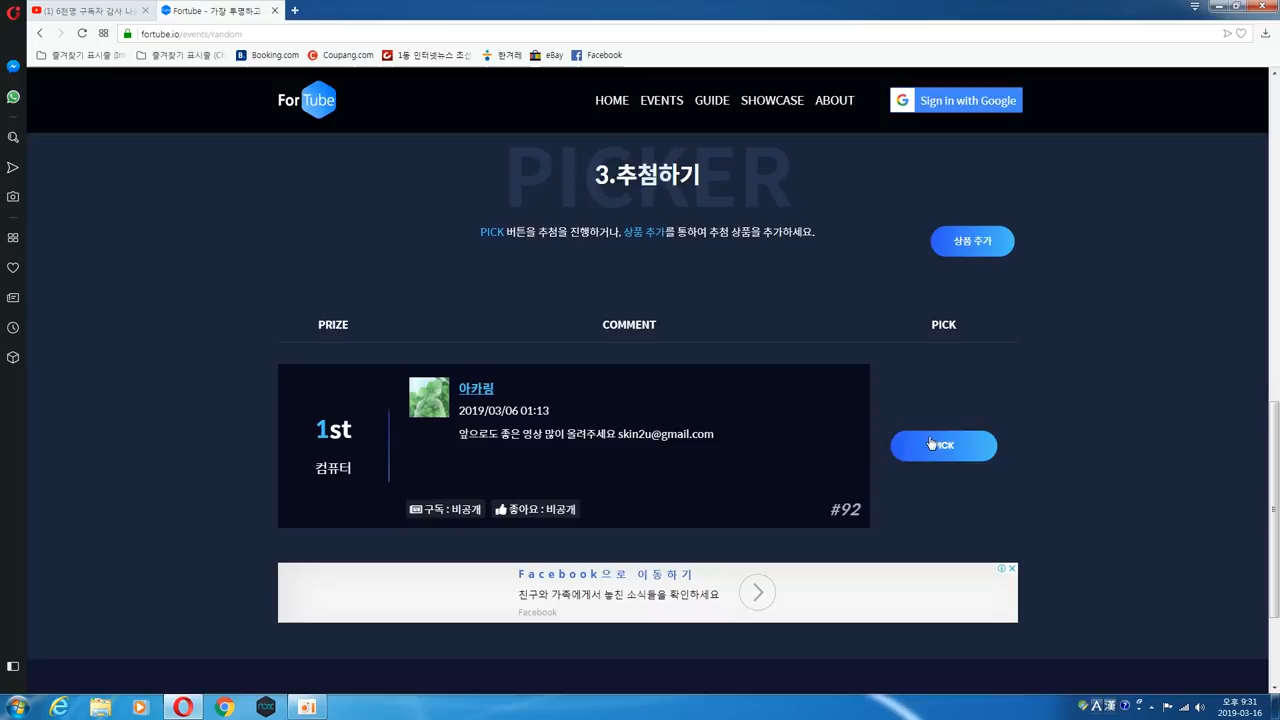 (1) 6천명 구독자 감사 나눔
Fortube - 가장 투명하고
fortube.io/events/random
즐겨찾기 표시줄 (Int
즐겨찾기 표시줄 (Ch
Booking.com
Coupang.com
1등 인터넷뉴스 조선
한겨레
eBay
Facebook
ForTube
HOME EVENTS GUIDE SHOWCASE ABOUT
Sign in with Google
PICKER
3.추첨하기
PICK 버튼을 추첨을 진행하거나, 상품 추가를 통하여 추첨 상품을 추가하세요.
상품 추가
PRIZE COMMENT PICK
아카링
2019/03/06 01:13
1st
앞으로도 좋은 영상 많이 올려주세요 skin2u@gmail.com
PICK
컴퓨터
구독 : 비공개 좋아요 : 비공개
#92
Facebook으로 이동하기
친구와 가족에게서 놓친 소식들을 확인하세요
Facebook
A 漢
오후 9:31
2019-03-16